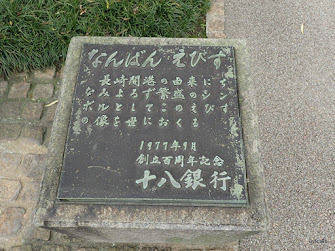 なんばん えびす
長崎開港の由来にち
なみよろず繁盛のシン
ボルとしてこのえびす
の像を世におくる
1977年9月
創立百周年記念
十八銀行